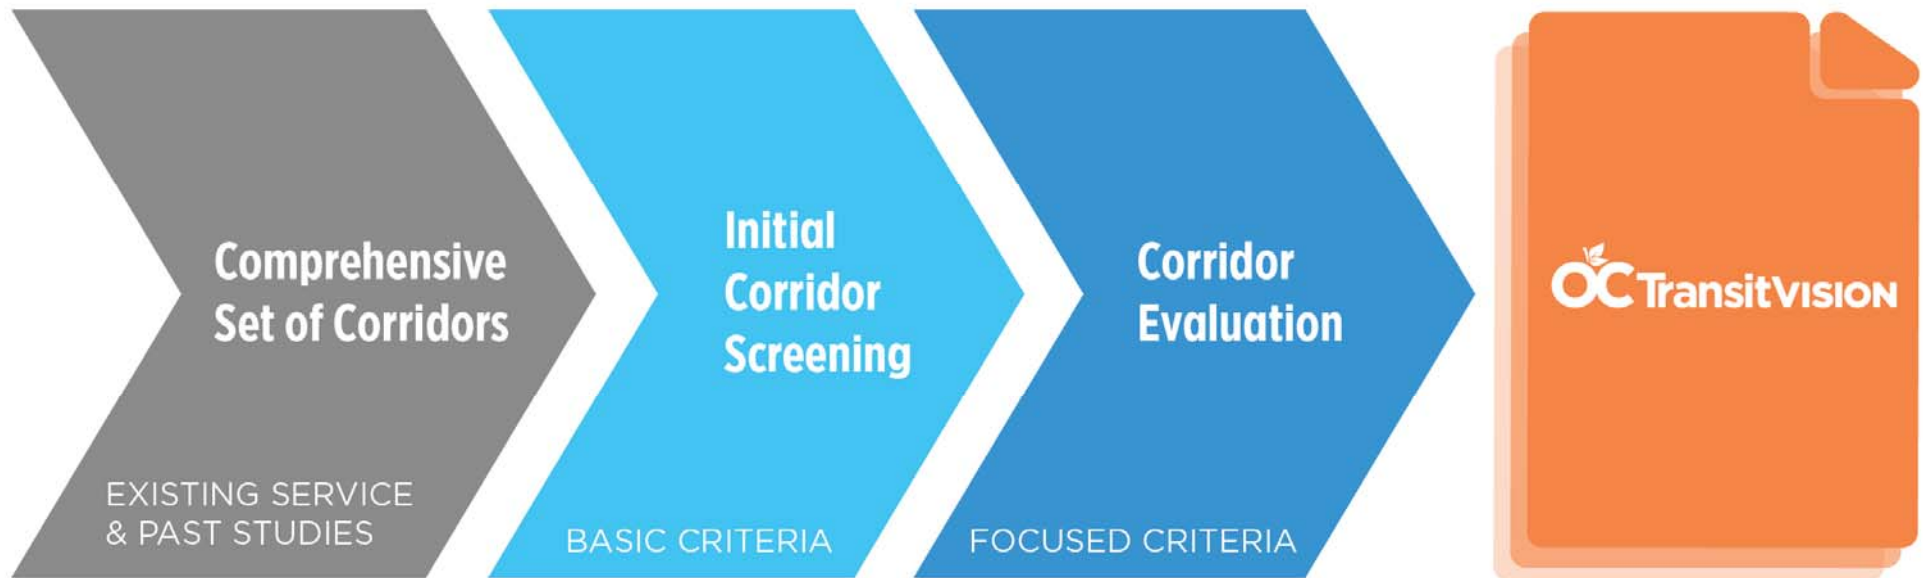 Comprehensive
Set of Corridors
EXISTING SERVICE
& PAST STUDIES
Initial
Corridor
Screening
BASIC CRITERIA
Corridor
Evaluation
FOCUSED CRITERIA
OC TransitVISION